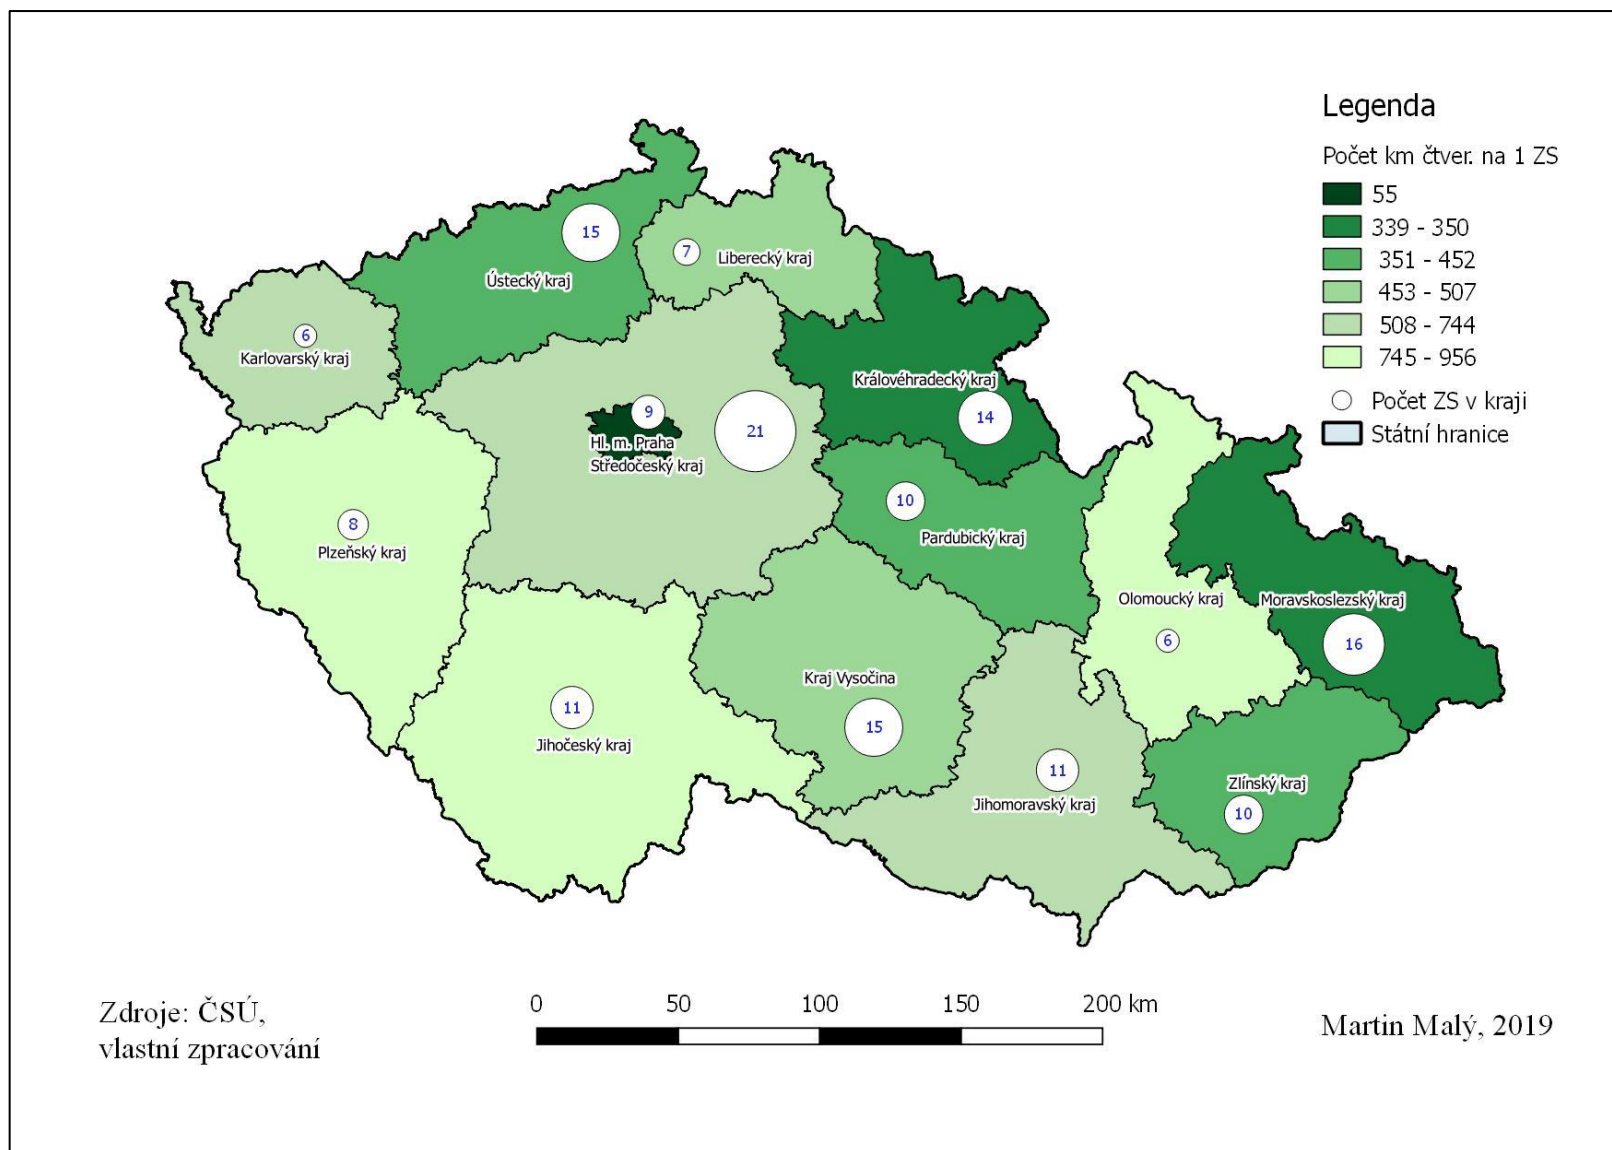 Legenda
Počet km čtver. na 1 ZS
55
339 - 350
351 - 452
453 - 507
508 - 744
745 - 956
Počet ZS v kraji
Státní hranice
15
Ústecký kraj
7
Liberecký kraj
6
Karlovarský kraj
Královéhradecký kraj
14
9
Hl. m. Praha
21
Středočeský kraj
10
Pardubický kraj
8
Plzeňský kraj
Olomoucký kraj
6
Moravskoslezský kraj
16
Kraj Vysočina
15
11
Jihočeský kraj
11
Jihomoravský kraj
Zlínský kraj
10
Zdroje: ČSÚ,
vlastní zpracování
0 50 100 150 200 km
Martin Malý, 2019